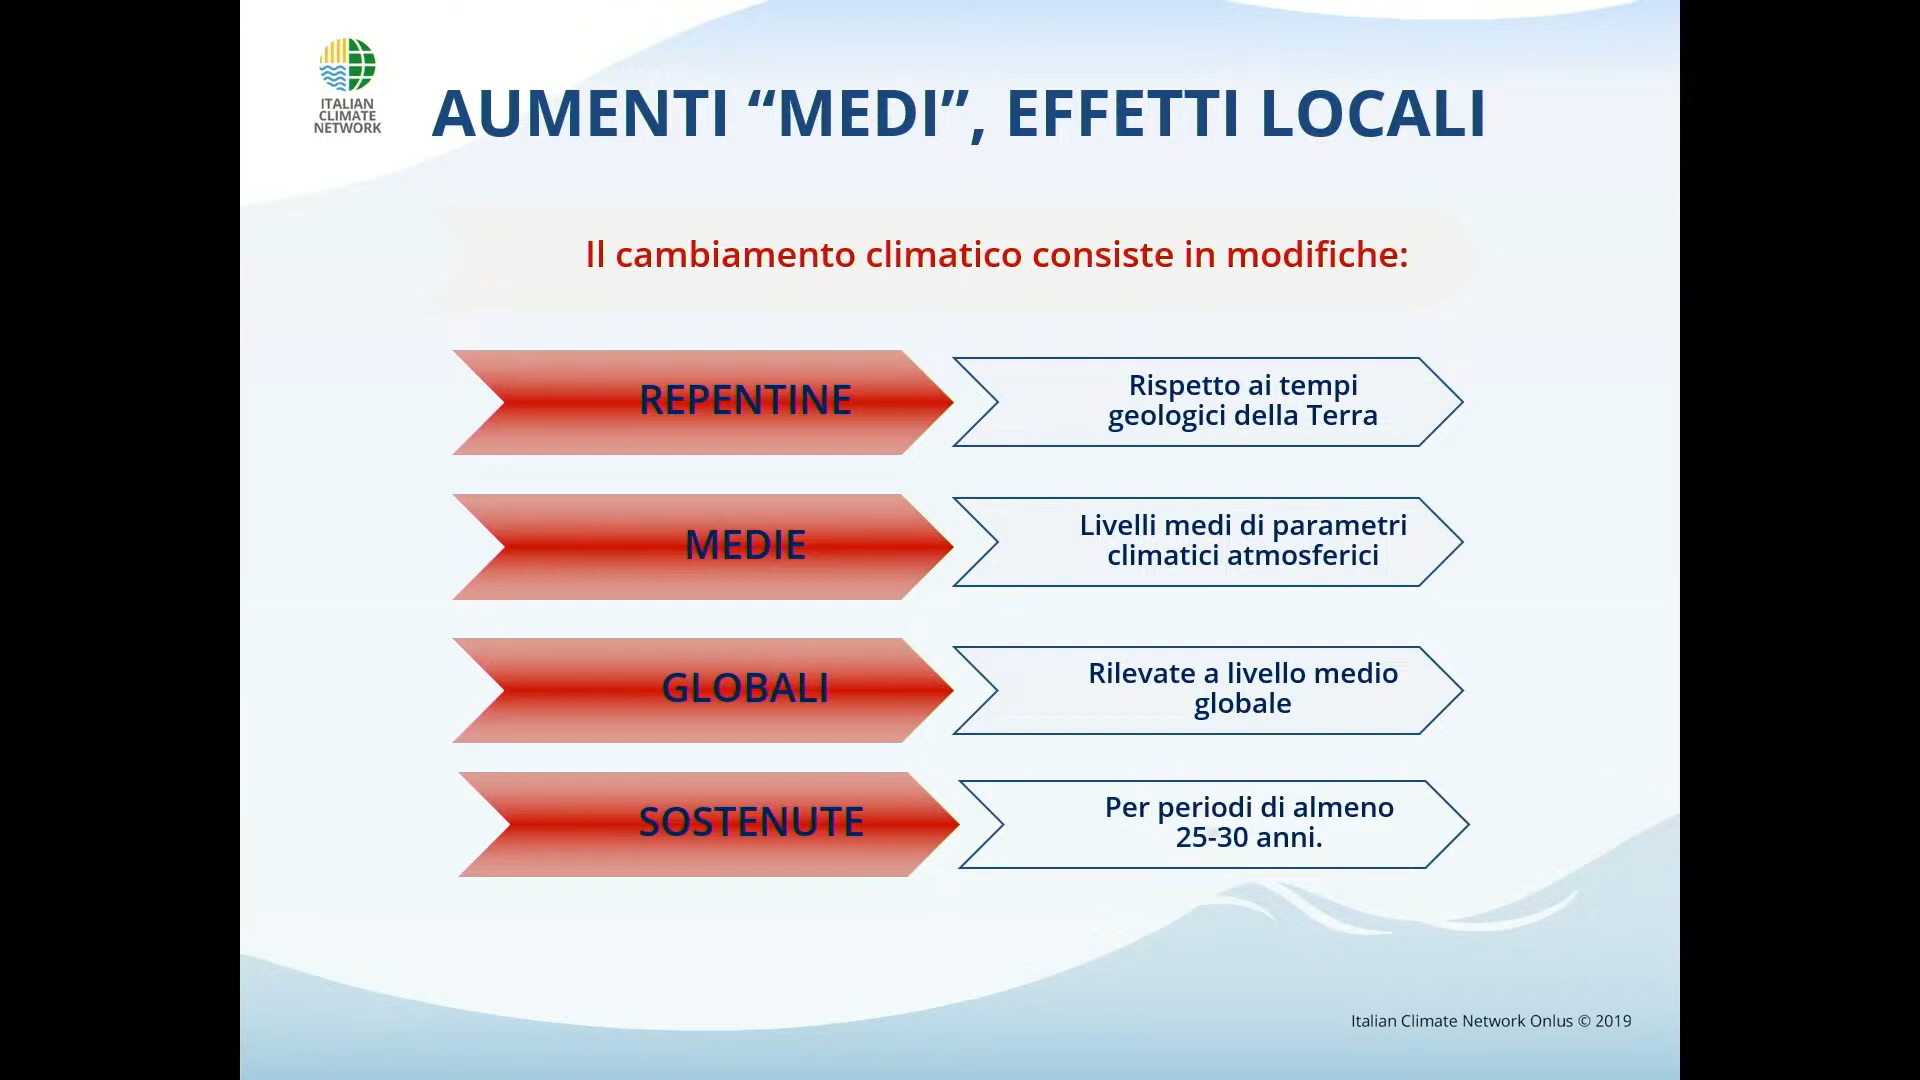 ITALIAN
CLIMATE
NETWORK
AUMENTI “MEDI”, EFFETTI LOCALI
Il cambiamento climatico consiste in modifiche:
REPENTINE
Rispetto ai tempi
geologici della Terra
MEDIE
Livelli medi di parametri
climatici atmosferici
GLOBALI
Rilevate a livello medio
globale
SOSTENUTE
Per periodi di almeno
25-30 anni.
Italian Climate Network Onlus © 2019